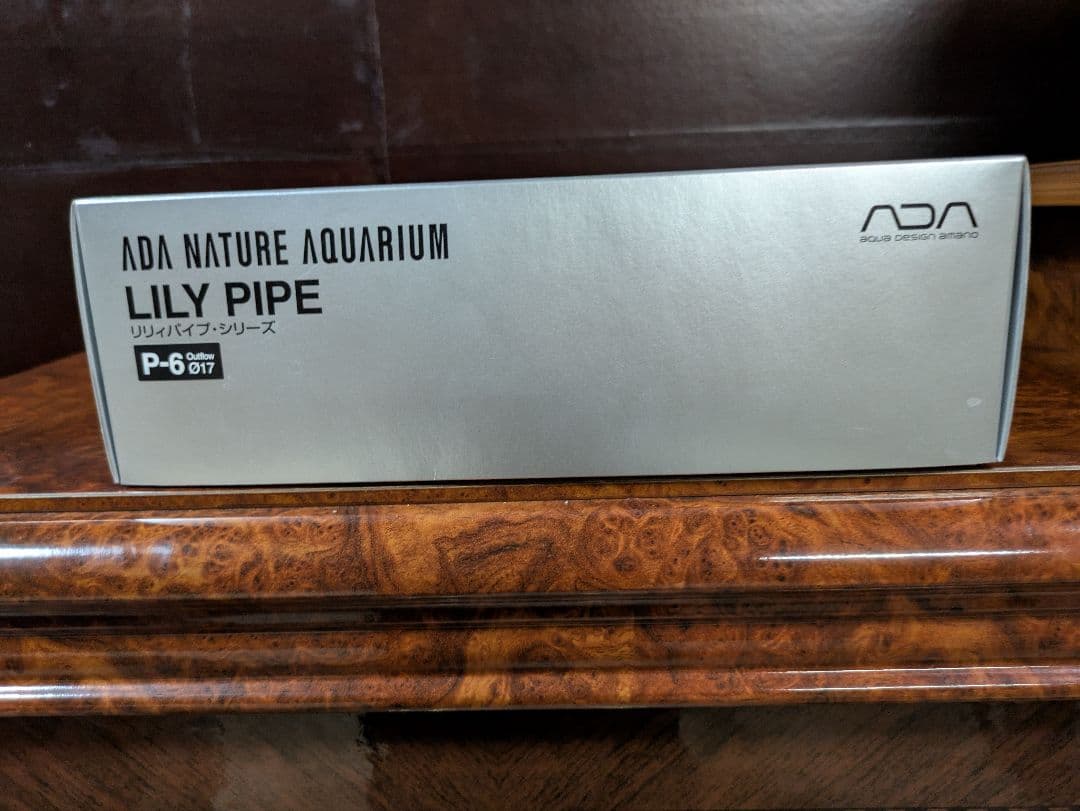 ADA NATURE AQUARIUM
LILY PIPE
リリィパイプ・シリーズ
P-6 Outflow Ø17
ADA
aqua design amano